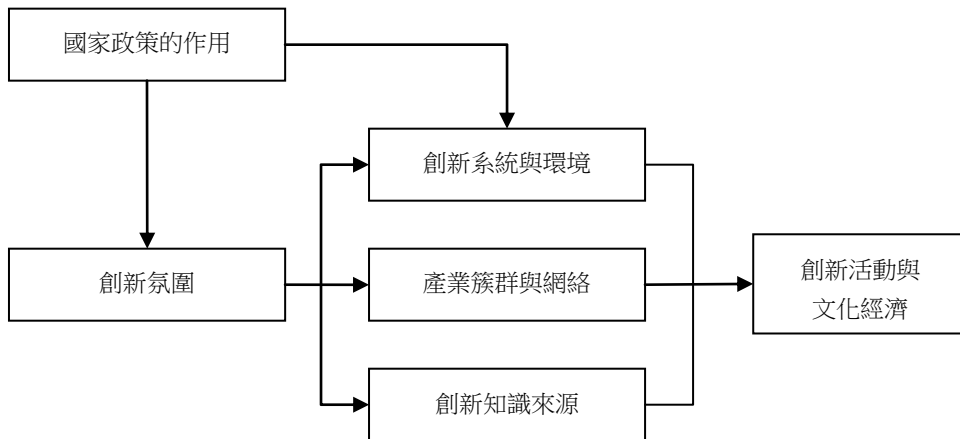 國家政策的作用
創新系統與環境
創新氛圍
產業簇群與網絡
創新活動與
文化經濟
創新知識來源